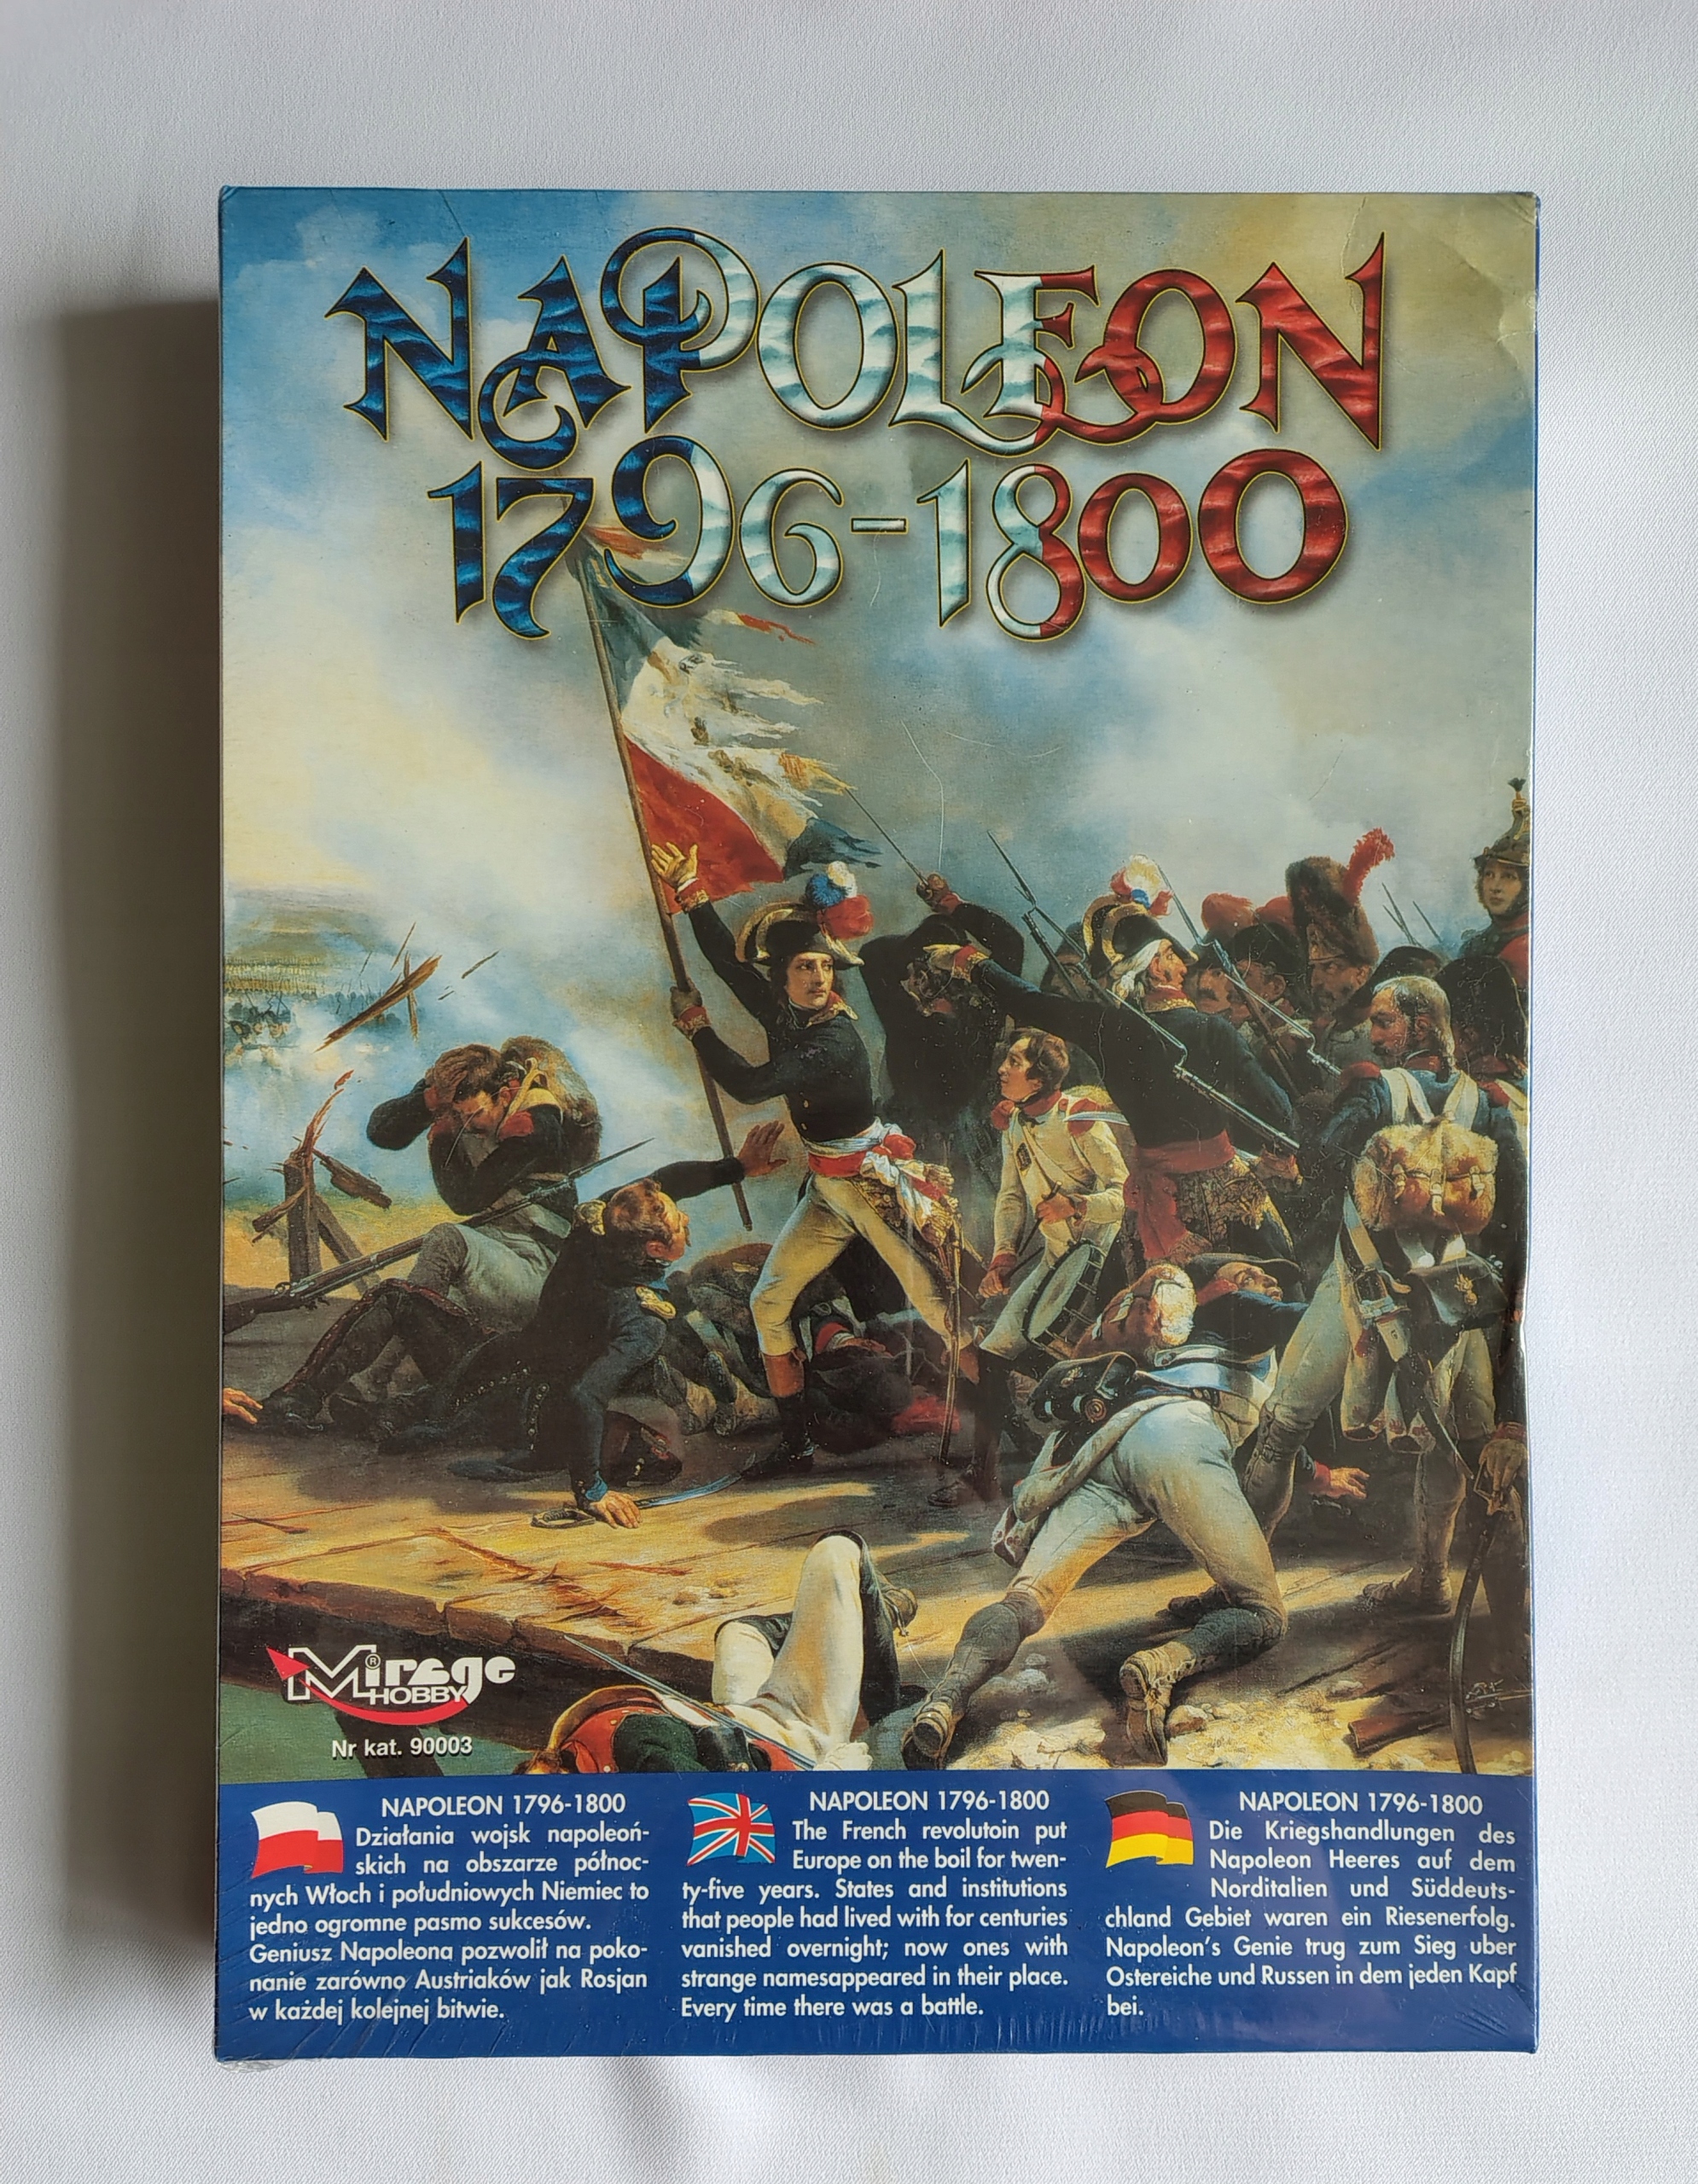 NAPOLEON
1796-1800
Mirage®
HOBBY
Nr kat. 90003
NAPOLEON 1796-1800
Działania wojsk napoleoń-
skich na obszarze północ-
nych Włoch i południowych Niemiec to
jedno ogromne pasmo sukcesów.
Geniusz Napoleona pozwolił na poko-
nanie zarówno Austriaków jak Rosjan
w każdej kolejnej bitwie.
NAPOLEON 1796-1800
The French revolutoin put
Europe on the boil for twen-
ty-five years. States and institutions
that people had lived with for centuries
vanished overnight; now ones with
strange namesappeared in their place.
Every time there was a battle.
NAPOLEON 1796-1800
Die Kriegshandlungen des
Napoleon Heeres auf dem
Norditalien und Süddeuts-
chland Gebiet waren ein Riesenerfolg.
Napoleon's Genie trug zum Sieg uber
Ostereiche und Russen in dem jeden Kapf
bei.